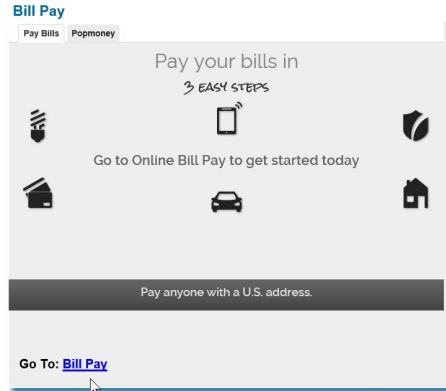 Bill Pay
Pay Bills Popmoney
Pay your bills in
3 EASY STEPS
Go to Online Bill Pay to get started today
Pay anyone with a U.S. address.
Go To: Bill Pay